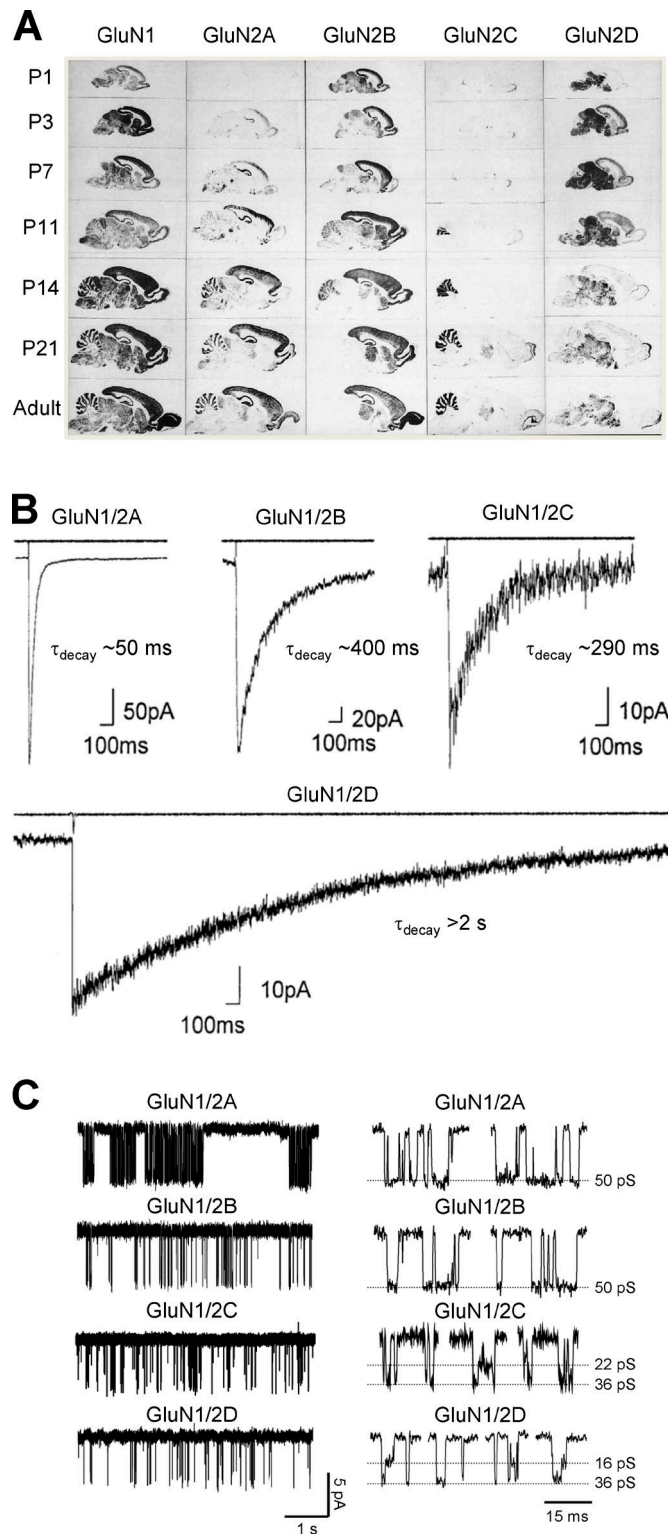 A
GluN1 GluN2A GluN2B GluN2C GluN2D
P1
P3
P7
P11
P14
P21
Adult
B
GluN1/2A
GluN1/2B
GluN1/2C
τdecay ~50 ms
τdecay ~400 ms
τdecay ~290 ms
50pA
100ms
20pA
100ms
10pA
100ms
GluN1/2D
τdecay >2 s
10pA
100ms
C
GluN1/2A
GluN1/2A
50 pS
GluN1/2B
GluN1/2B
50 pS
GluN1/2C
GluN1/2C
22 pS
36 pS
GluN1/2D
GluN1/2D
16 pS
36 pS
5 pA
1 s
15 ms